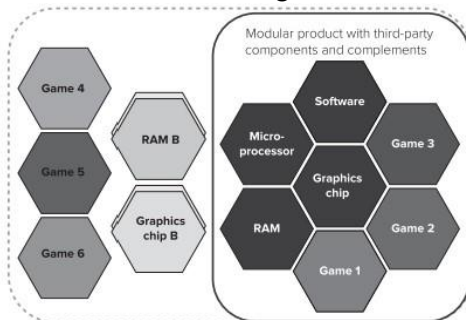 Modular product with third-party
components and complements
Game 4
Game 5
Game 6
RAM B
Graphics
chip B
Software
Micro-
processor
Game 3
Graphics
chip
RAM
Game 2
Game 1